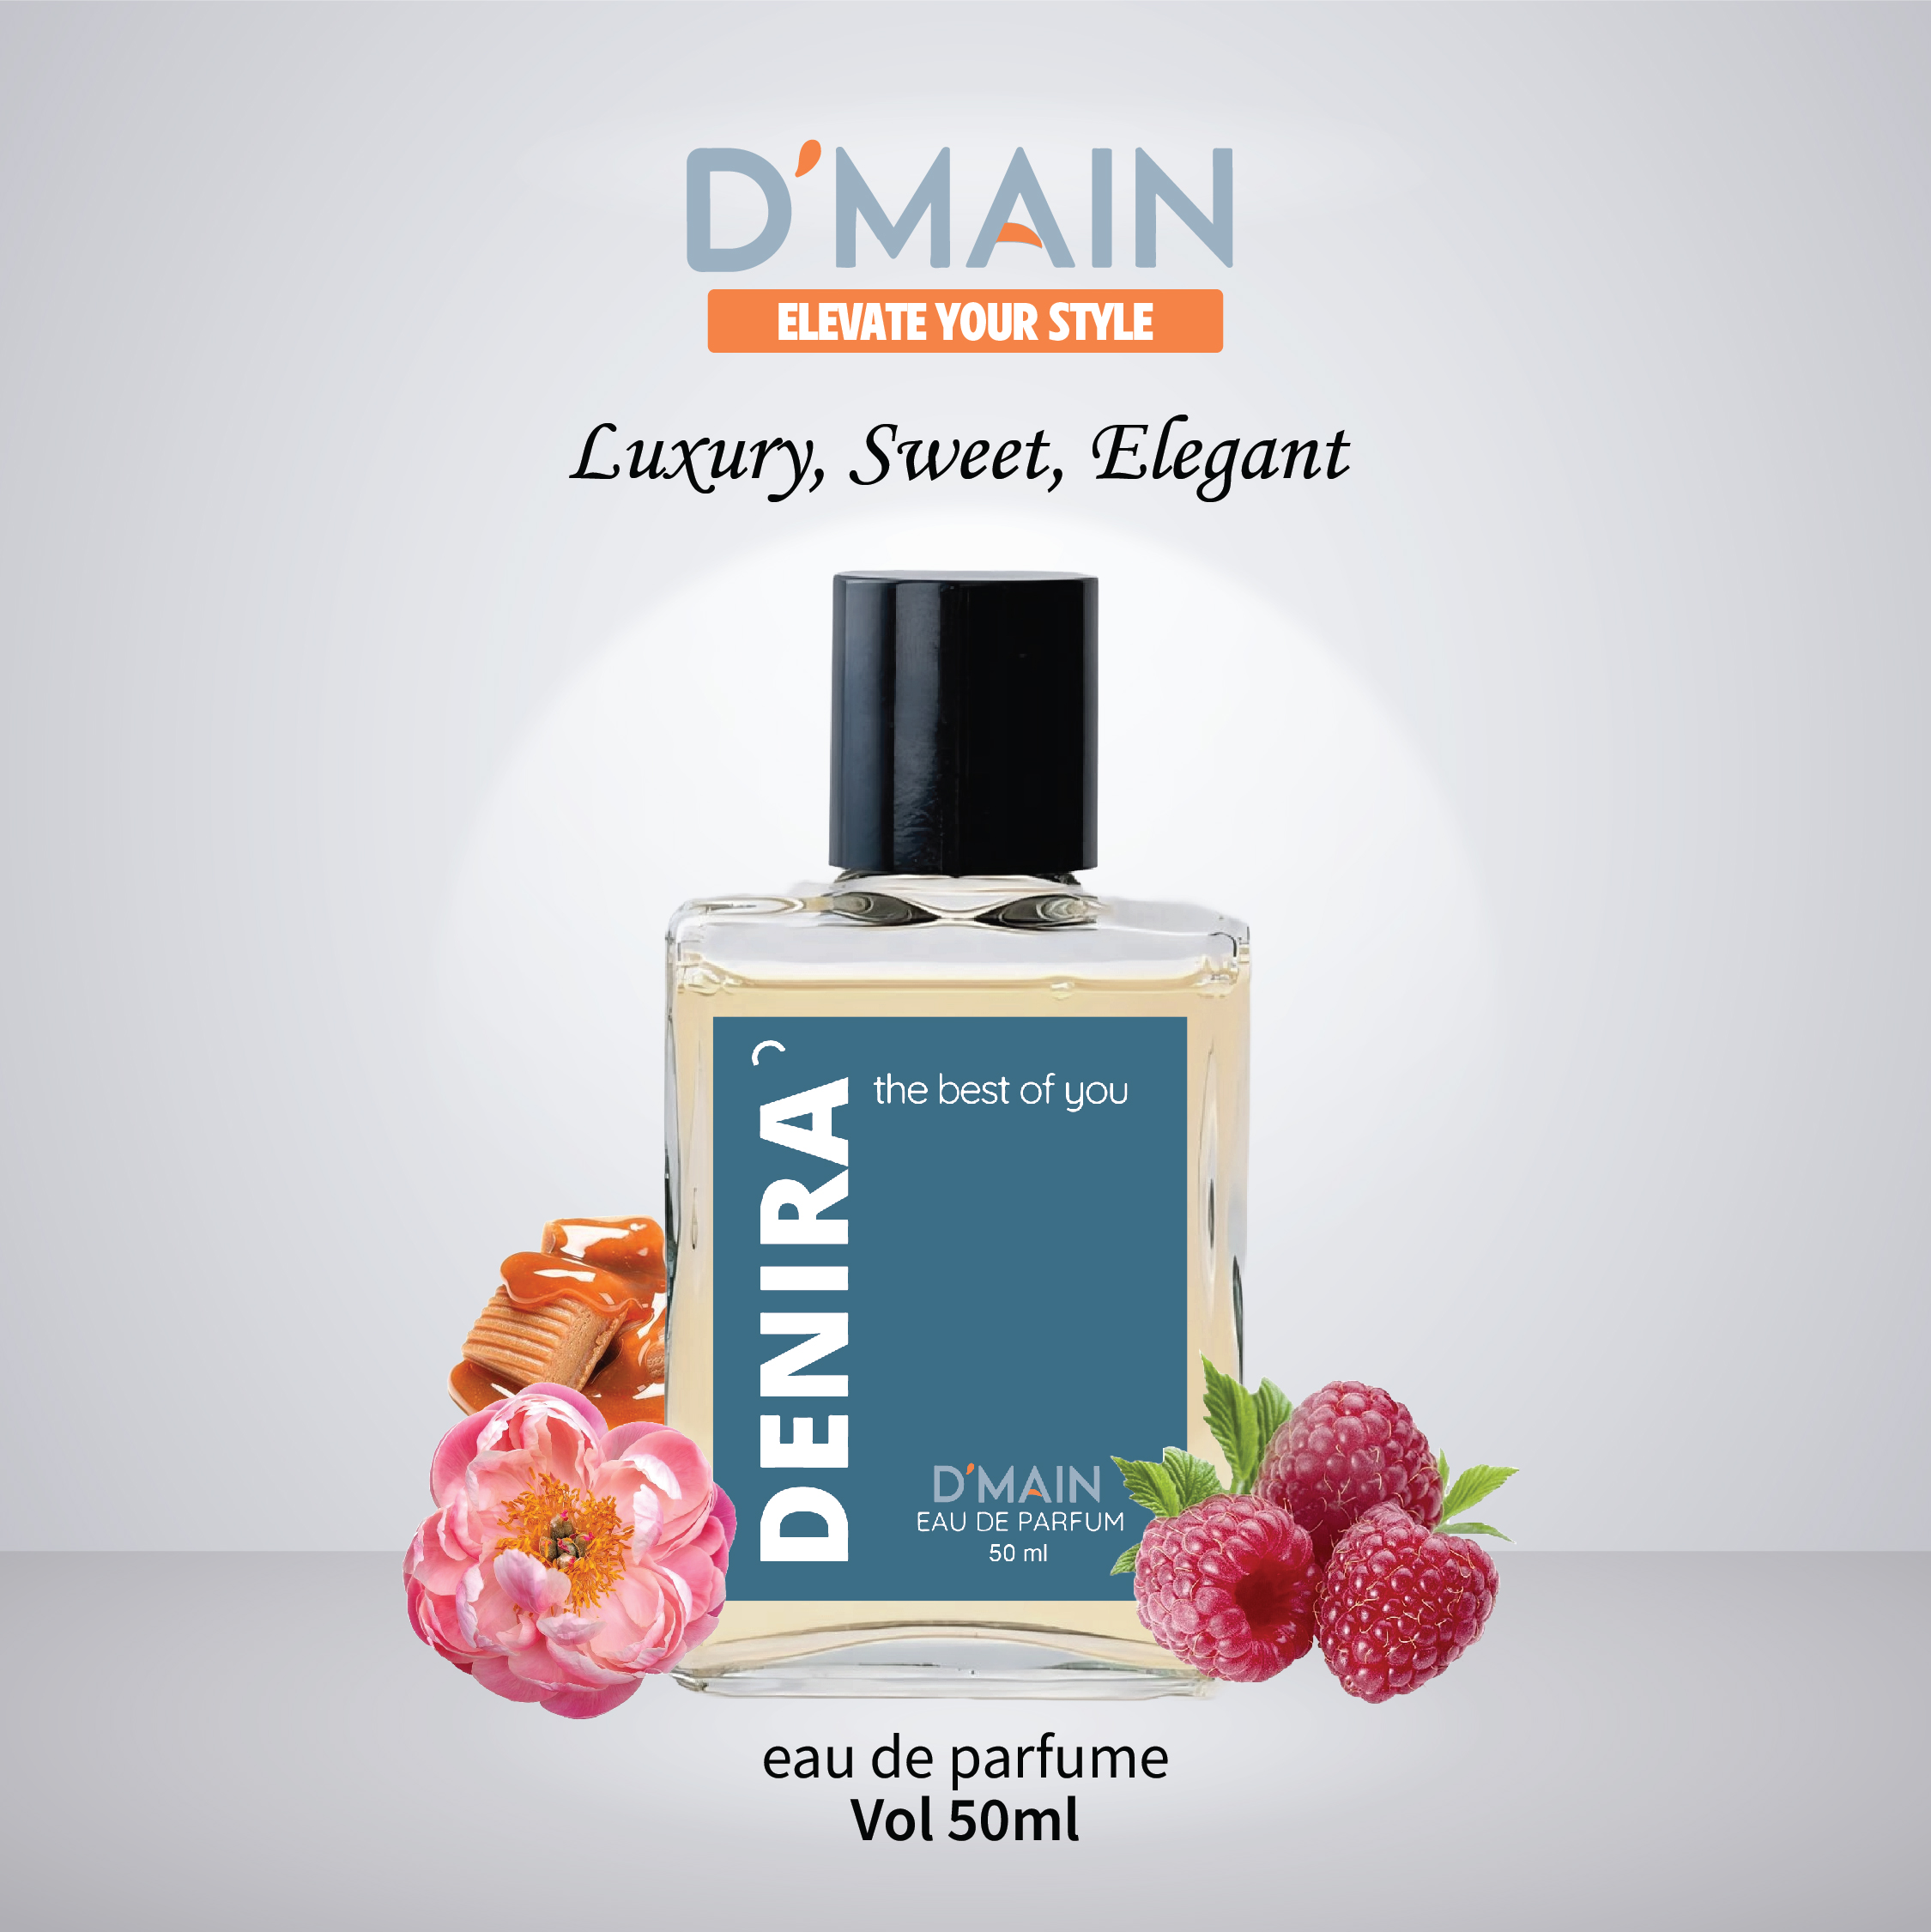 D'MAIN
ELEVATE YOUR STYLE
Luxury, Sweet, Elegant
DENIRA
the best of you
D'MAIN
EAU DE PARFUM
50 ml
eau de parfume
Vol 50ml